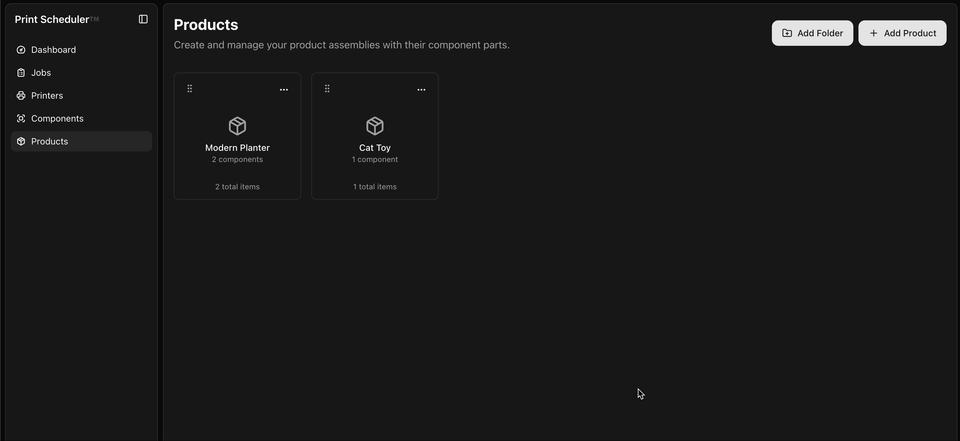 Print Scheduler™
Dashboard
Jobs
Printers
Components
Products
Products
Create and manage your product assemblies with their component parts.
Add Folder
Add Product
Modern Planter
2 components
2 total items
Cat Toy
1 component
1 total items